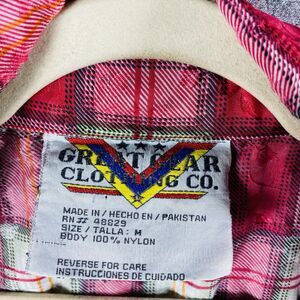 GREAT GEAR
CLOTHING CO.
MADE IN / HECHO EN / PAKISTAN
RN# 48829
SIZE / TALLA: M
BODY 100% NYLON
REVERSE FOR CARE
INSTRUCCIONES DE CUIDADO